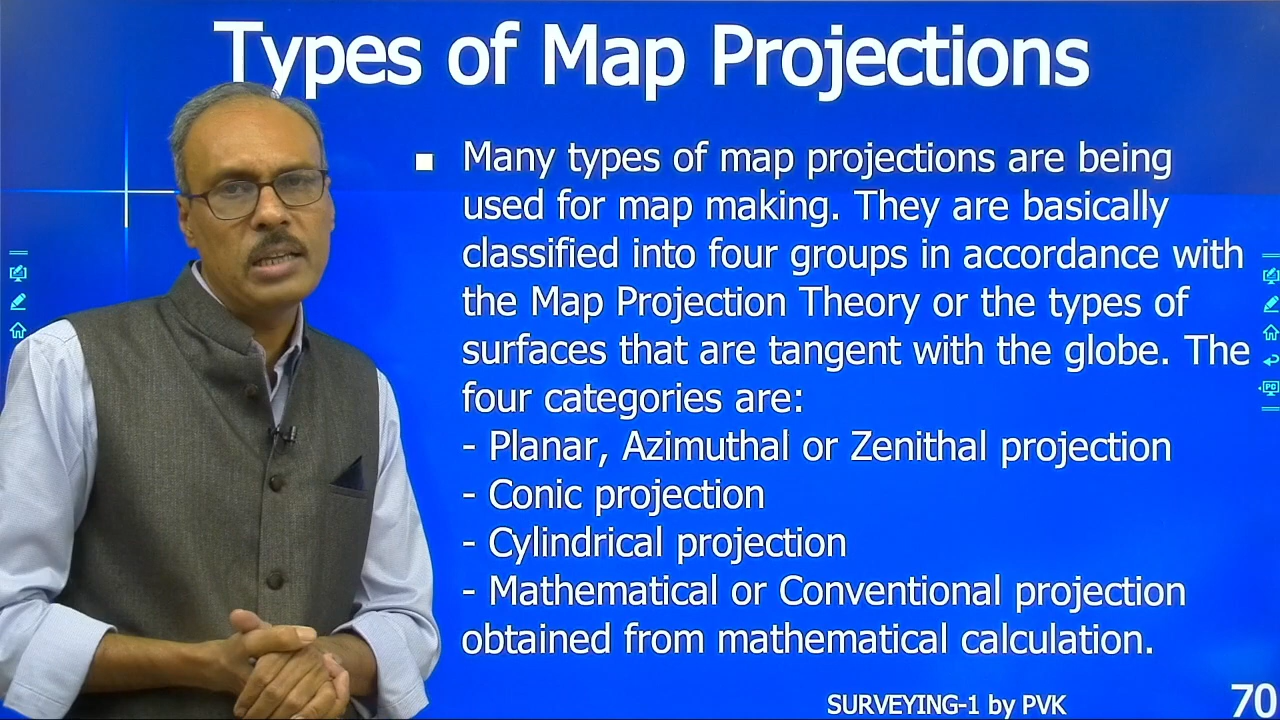 Types of Map Projections
Many types of map projections are being
used for map making. They are basically
classified into four groups in accordance with
the Map Projection Theory or the types of
surfaces that are tangent with the globe. The
four categories are:
- Planar, Azimuthal or Zenithal projection
- Conic projection
- Cylindrical projection
- Mathematical or Conventional projection
obtained from mathematical calculation.
SURVEYING-1 by PVK
70
PC